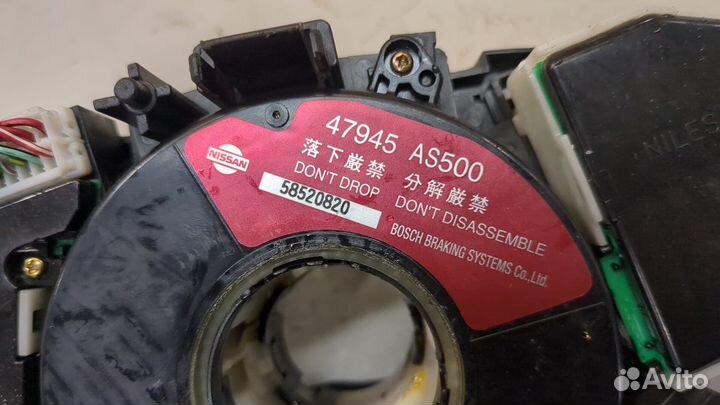 47945 AS500
NISSAN
落下厳禁 分解厳禁
DON'T DROP DON'T DISASSEMBLE
58520820
BOSCH BRAKING SYSTEMS Co.,Ltd.
NILES
Avito